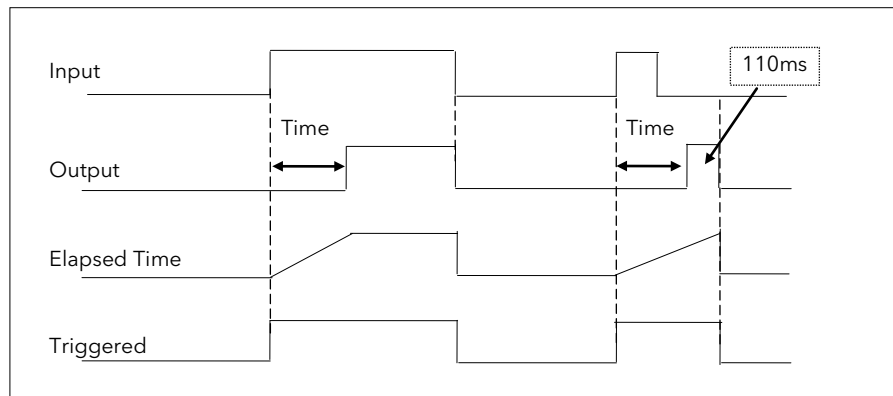 Input
110ms
Time
Time
Output
Elapsed Time
Triggered